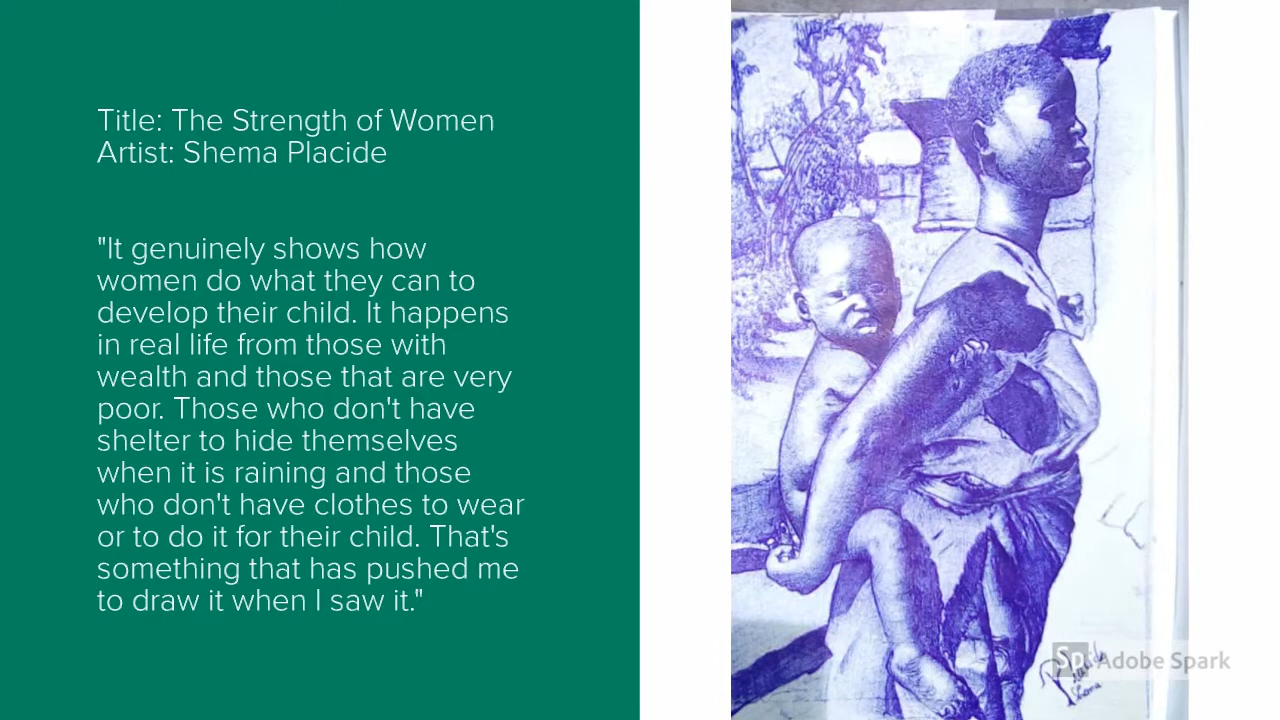 Title: The Strength of Women
Artist: Shema Placide
"It genuinely shows how
women do what they can to
develop their child. It happens
in real life from those with
wealth and those that are very
poor. Those who don't have
shelter to hide themselves
when it is raining and those
who don't have clothes to wear
or to do it for their child. That's
something that has pushed me
to draw it when I saw it."
Sp Adobe Spark
Shema